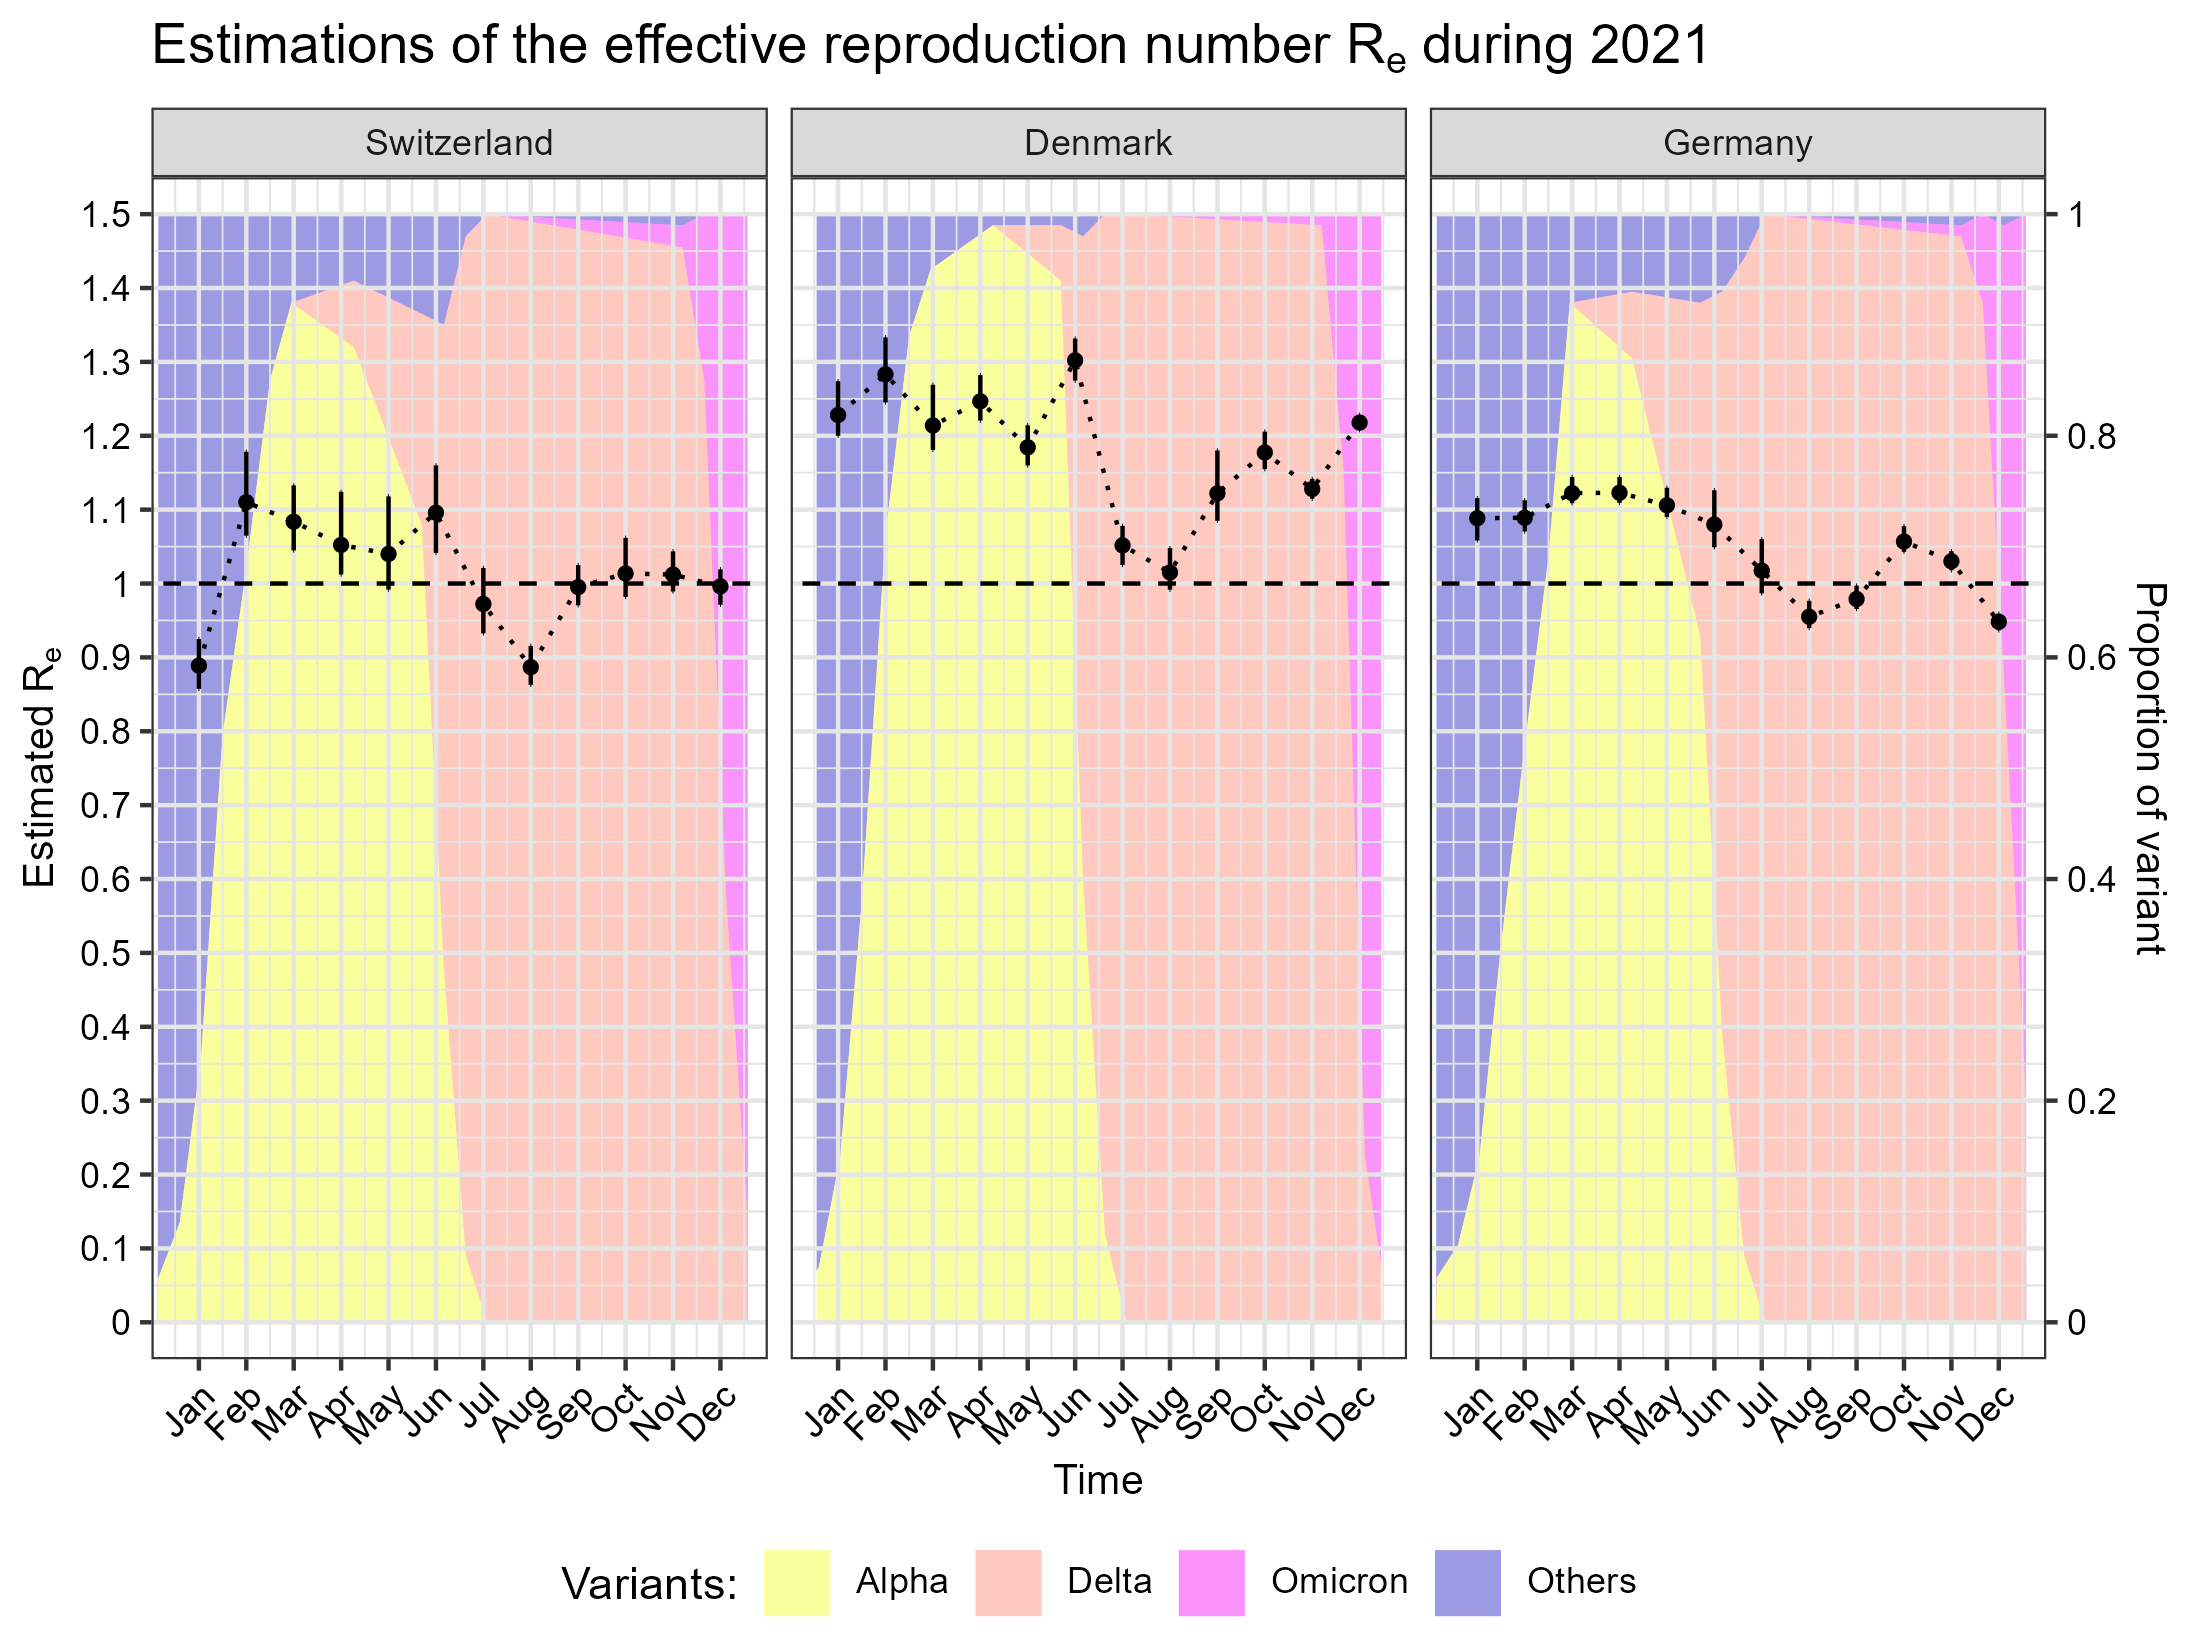 Estimations of the effective reproduction number Re during 2021
Switzerland
Denmark
Germany
Estimated Re
1.5
1.4
1.3
1.2
1.1
1
0.9
0.8
0.7
0.6
0.5
0.4
0.3
0.2
0.1
0
1
0.8
0.6
0.4
0.2
0
Proportion of variant
Jan Feb Mar Apr May Jun Jul Aug Sep Oct Nov Dec
Jan Feb Mar Apr May Jun Jul Aug Sep Oct Nov Dec
Jan Feb Mar Apr May Jun Jul Aug Sep Oct Nov Dec
Time
Variants: Alpha Delta Omicron Others